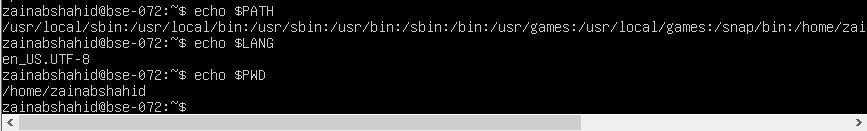 zainabshahid@bse-072:~$ echo $PATH
/usr/local/sbin:/usr/local/bin:/usr/sbin:/usr/bin:/sbin:/bin:/usr/games:/usr/local/games:/snap/bin:/home/zai
zainabshahid@bse-072:~$ echo $LANG
en_US.UTF-8
zainabshahid@bse-072:~$ echo $PWD
/home/zainabshahid
zainabshahid@bse-072:~$